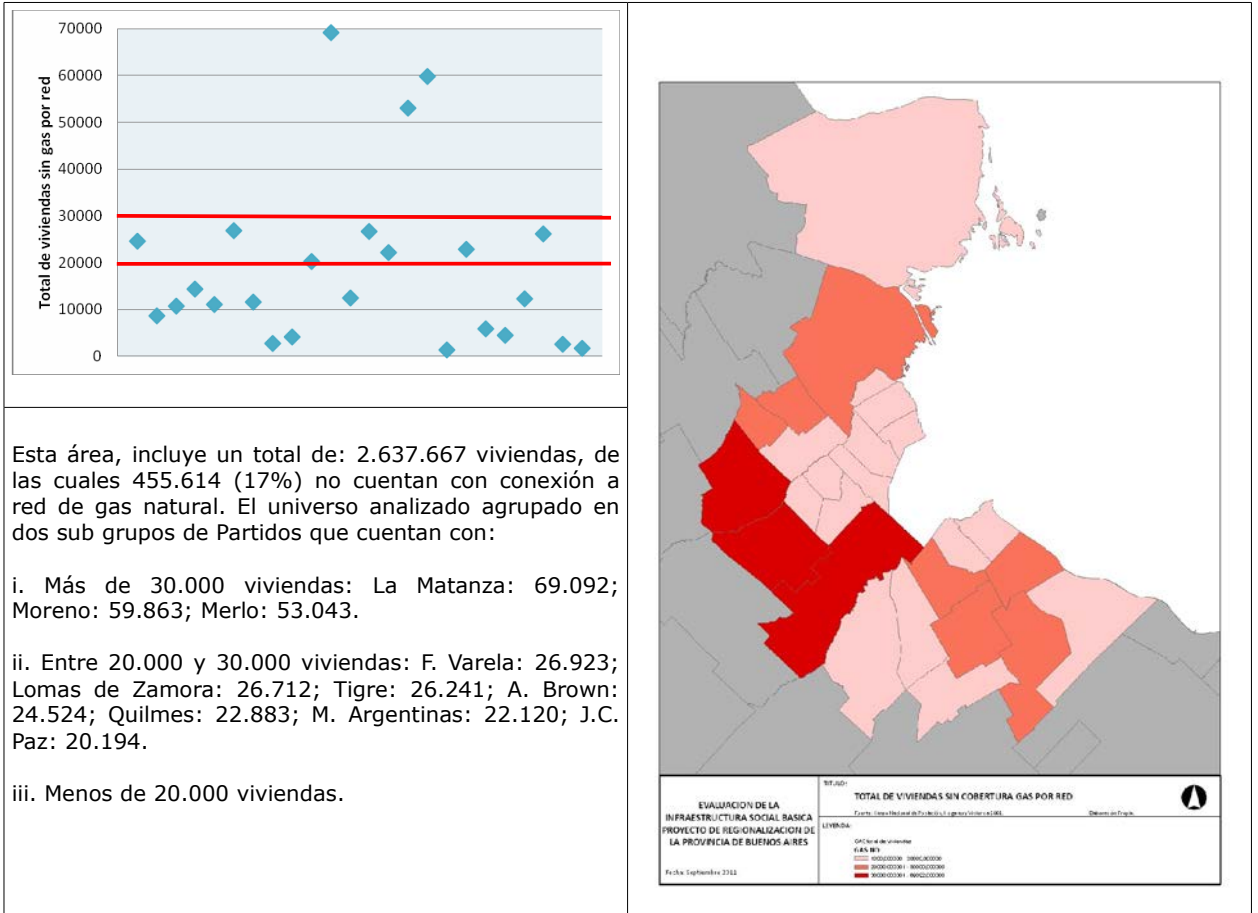 70000
60000
50000
40000
30000
20000
10000
0
Total de viviendas sin gas por red
Esta área, incluye un total de: 2.637.667 viviendas, de
las cuales 455.614 (17%) no cuentan con conexión a
red de gas natural. El universo analizado agrupado en
dos sub grupos de Partidos que cuentan con:
i. Más de 30.000 viviendas: La Matanza: 69.092;
Moreno: 59.863; Merlo: 53.043.
ii. Entre 20.000 y 30.000 viviendas: F. Varela: 26.923;
Lomas de Zamora: 26.712; Tigre: 26.241; A. Brown:
24.524; Quilmes: 22.883; M. Argentinas: 22.120; J.C.
Paz: 20.194.
iii. Menos de 20.000 viviendas.
EVALUACION DE LA
INFRAESTRUCTURA SOCIAL BASICA
PROYECTO DE REGIONALIZACION DE
LA PROVINCIA DE BUENOS AIRES
Fecha: Septiembre 2011
TITULO:
TOTAL DE VIVIENDAS SIN COBERTURA GAS POR RED
LEYENDA:
GAS NO